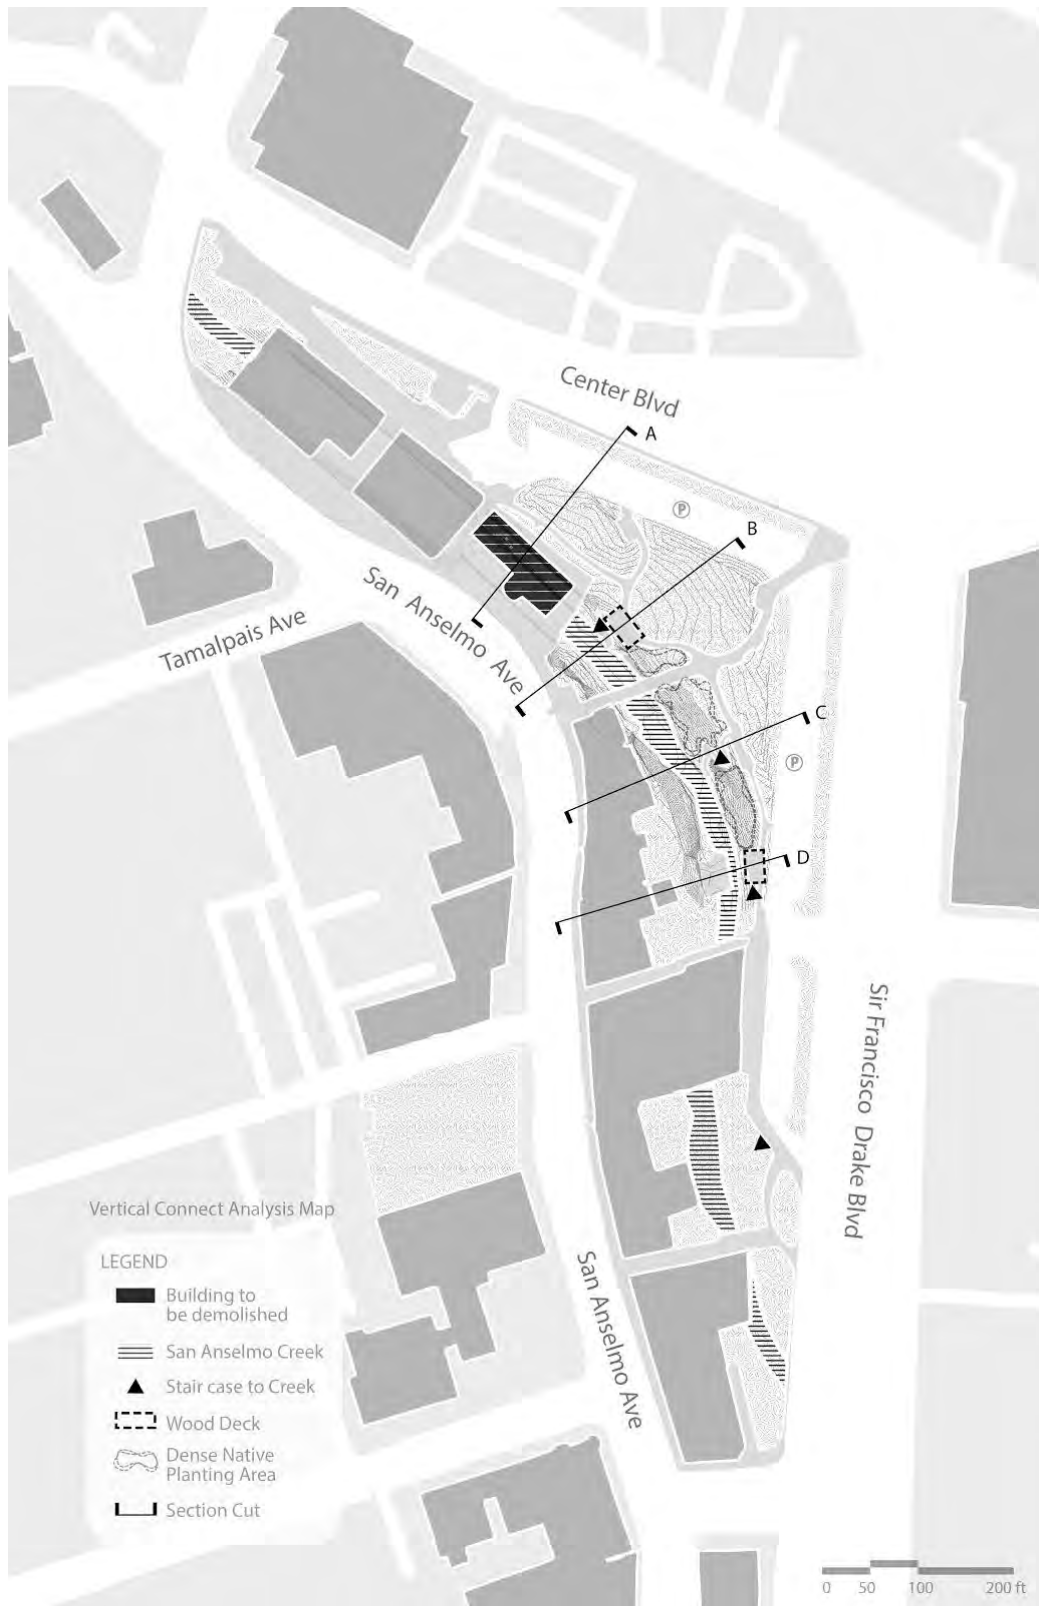 Center Blvd
A
P
B
San Anselmo Ave
Tamalpais Ave
C
P
D
Sir Francisco Drake Blvd
San Anselmo Ave
Vertical Connect Analysis Map
LEGEND
Building to
be demolished
San Anselmo Creek
Stair case to Creek
Wood Deck
Dense Native
Planting Area
Section Cut
0 50 100 200 ft